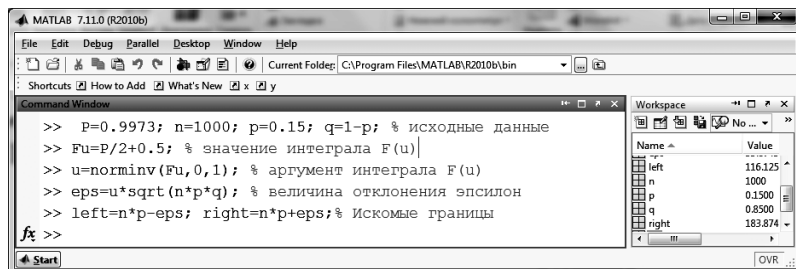 MATLAB 7.11.0 (R2010b)
File Edit Debug Parallel Desktop Window Help
Current Folder: C:\Program Files\MATLAB\R2010b\bin
Shortcuts How to Add What's New x y
Command Window
>> P=0.9973; n=1000; p=0.15; q=1-p; % исходные данные
>> Fu=P/2+0.5; % значение интеграла F(u)
>> u=norminv(Fu,0,1); % аргумент интеграла F(u)
>> eps=u*sqrt(n*p*q); % величина отклонения эпсилон
>> left=n*p-eps; right=n*p+eps;% Искомые границы
fx >>
Workspace
No ...
Name Value
left 116.125
n 1000
p 0.1500
q 0.8500
right 183.874
Start
OVR